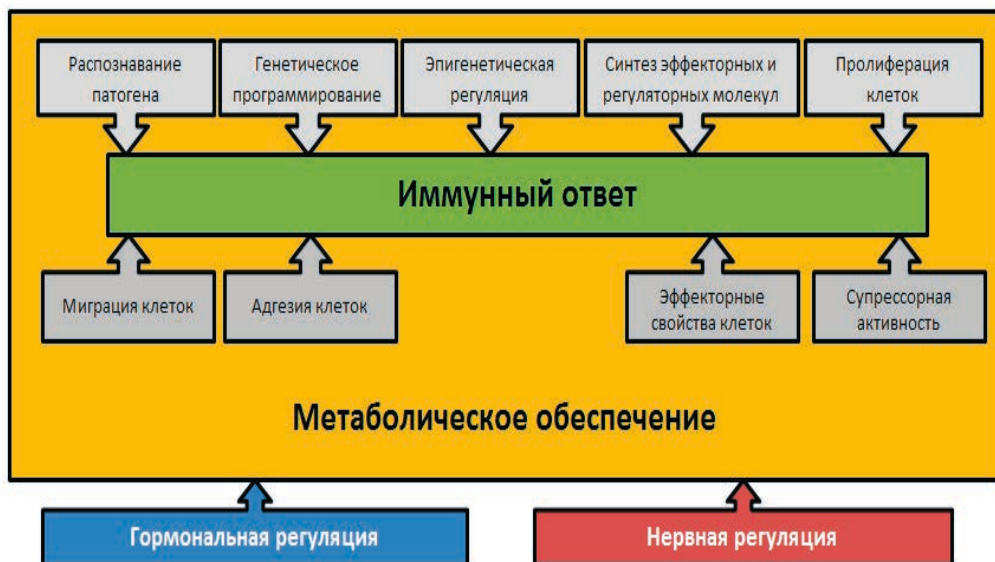 Распознавание
патогена
Генетическое
программирование
Эпигенетическая
регуляция
Синтез эффекторных и
регуляторных молекул
Пролиферация
клеток
Иммунный ответ
Миграция клеток
Адгезия клеток
Эффекторные
свойства клеток
Супрессорная
активность
Метаболическое обеспечение
Гормональная регуляция
Нервная регуляция